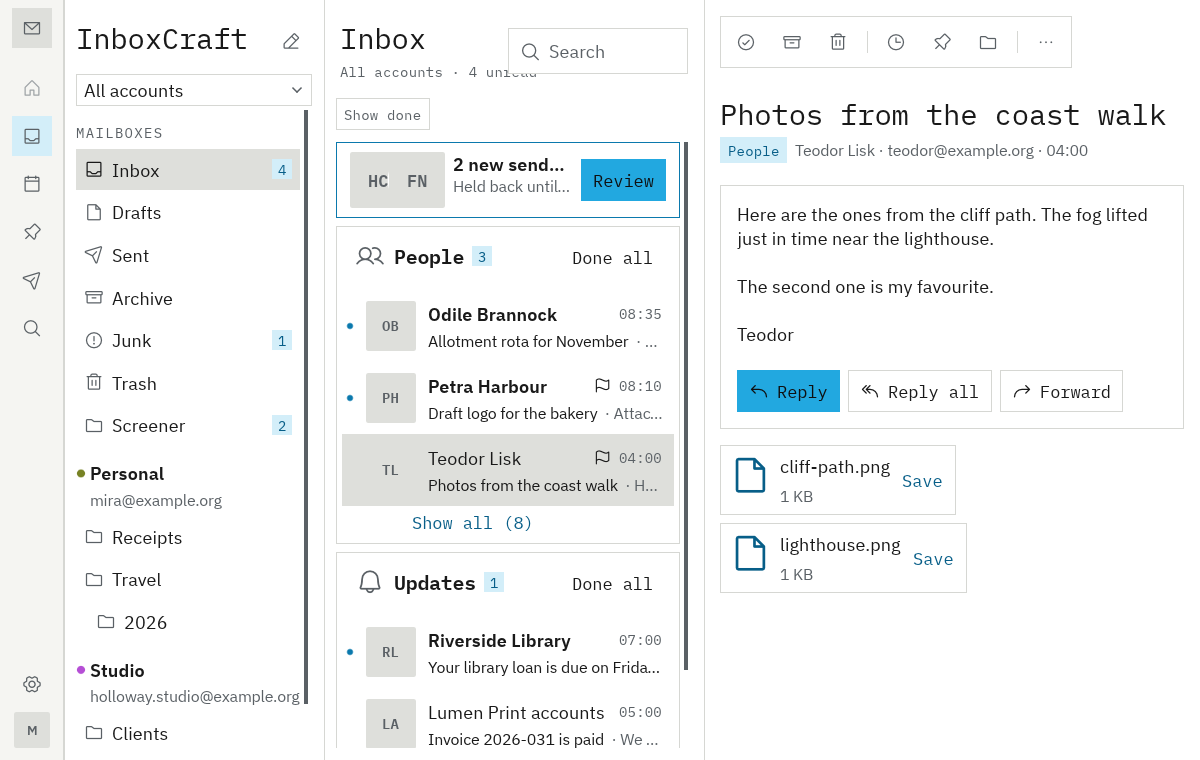 InboxCraft
All accounts
MAILBOXES
Inbox 4
Drafts
Sent
Archive
Junk 1
Trash
Screener 2
Personal
mira@example.org
Receipts
Travel
2026
Studio
holloway.studio@example.org
Clients
M
Inbox
All accounts · 4 unread
Search
Show done
HC FN
2 new send...
Held back until...
Review
People 3 Done all
OB
Odile Brannock 08:35
Allotment rota for November · ...
PH
Petra Harbour 08:10
Draft logo for the bakery · Attac...
TL
Teodor Lisk 04:00
Photos from the coast walk · H...
Show all (8)
Updates 1 Done all
RL
Riverside Library 07:00
Your library loan is due on Frida...
LA
Lumen Print accounts 05:00
Invoice 2026-031 is paid · We ...
Photos from the coast walk
People Teodor Lisk · teodor@example.org · 04:00
Here are the ones from the cliff path. The fog lifted
just in time near the lighthouse.
The second one is my favourite.
Teodor
Reply Reply all Forward
cliff-path.png
1 KB
Save
lighthouse.png
1 KB
Save